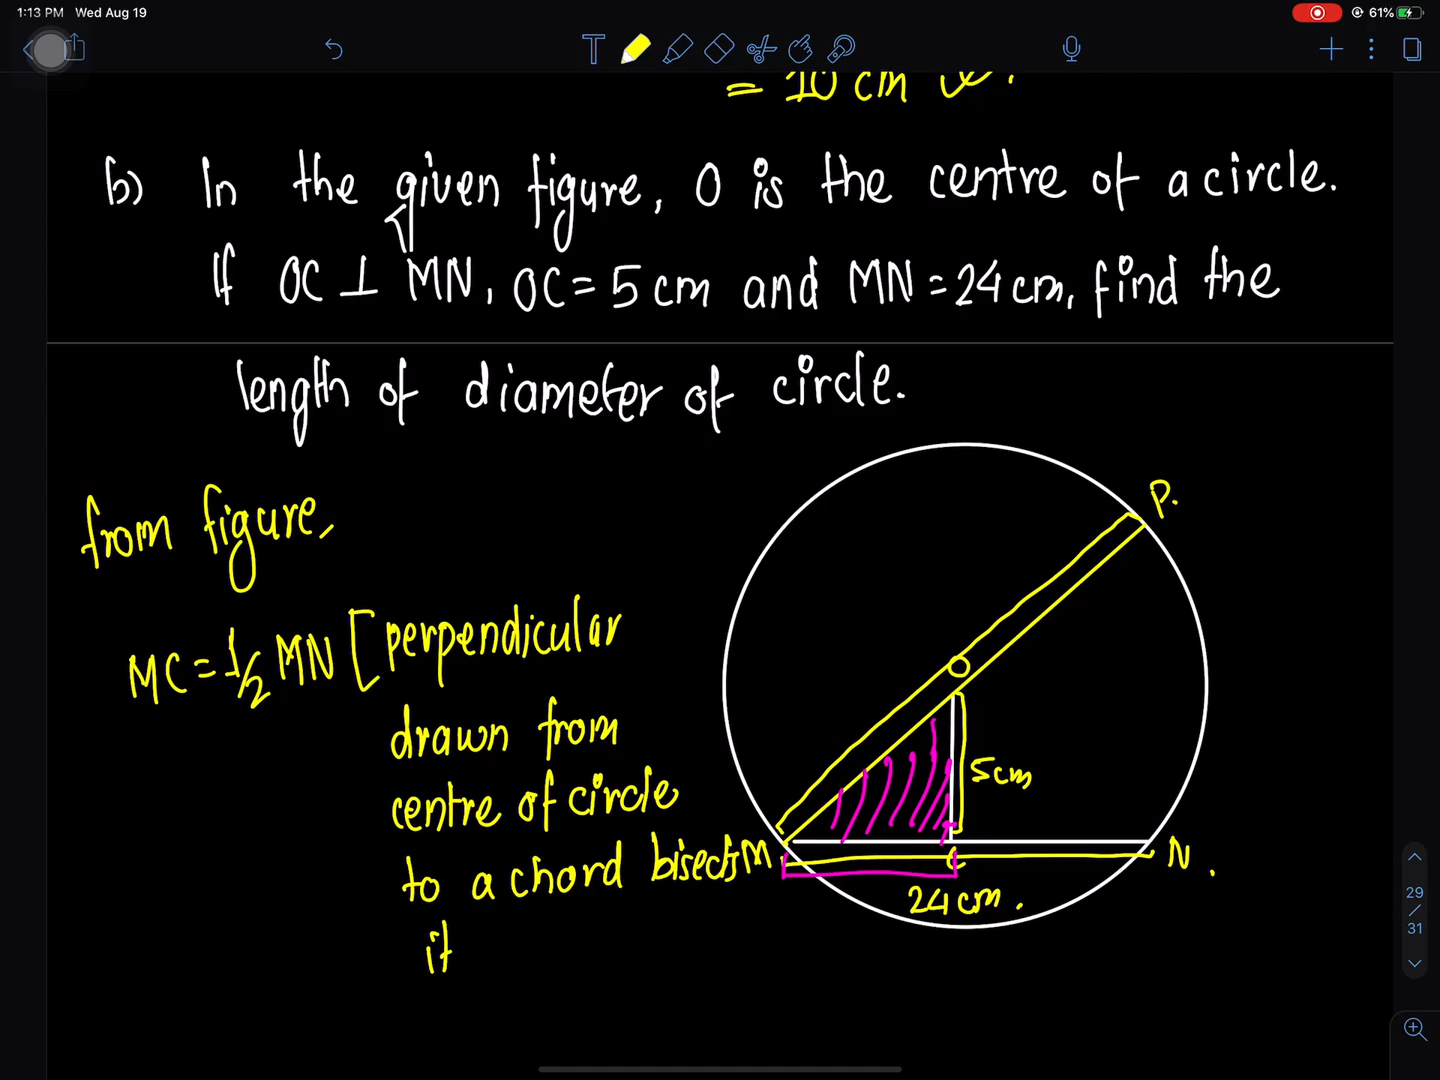 1:13 PM Wed Aug 19
61%
= 10 cm
b) In the given figure, O is the centre of a circle.
If OC ⊥ MN, OC = 5 cm and MN = 24 cm, find the
length of diameter of circle.
from figure,
MC = 1/2 MN [perpendicular
drawn from
centre of circle
to a chord bisects
it
P.
O
5cm
M
C
N
24 cm.
29
/
31